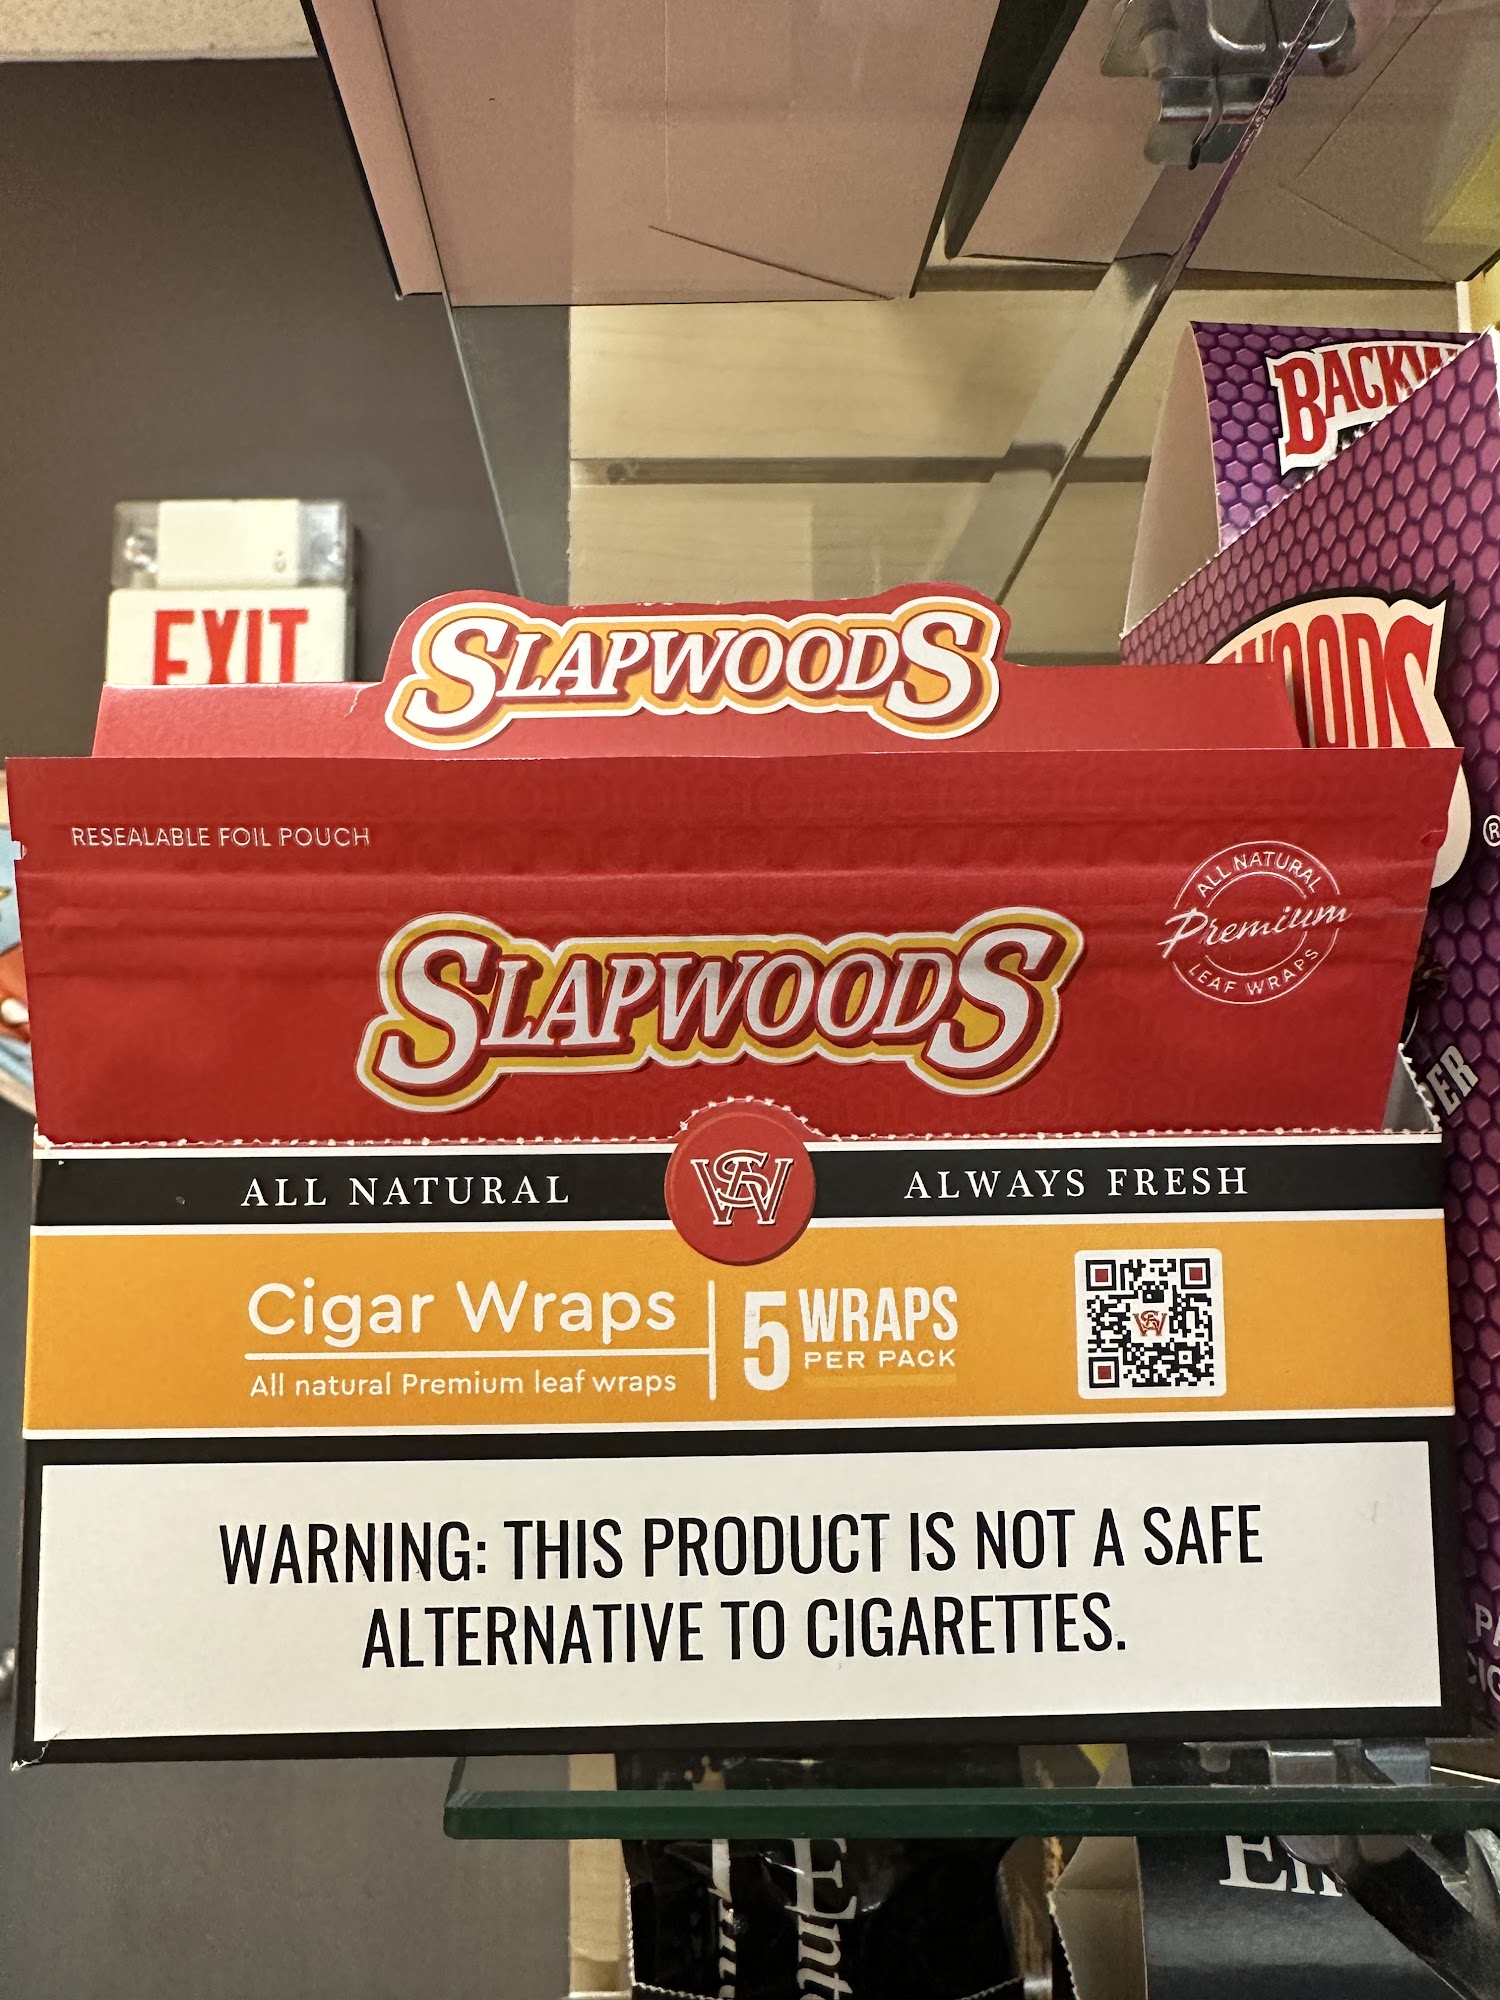 EXIT
SLAPWOODS
RESEALABLE FOIL POUCH
ALL NATURAL
Premium
LEAF WRAPS
SLAPWOODS
ALL NATURAL
SAW
ALWAYS FRESH
Cigar Wraps
All natural Premium leaf wraps
5 WRAPS
PER PACK
WARNING: THIS PRODUCT IS NOT A SAFE
ALTERNATIVE TO CIGARETTES.
®